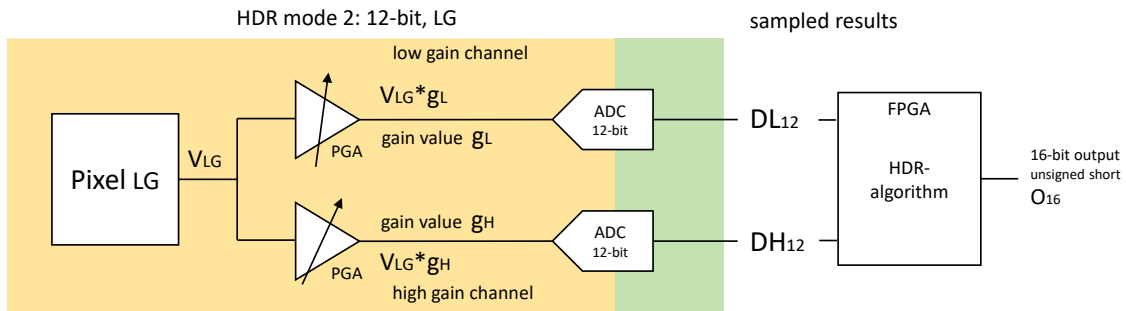 HDR mode 2: 12-bit, LG
sampled results
low gain channel
VLG*gL
gain value gL
PGA
ADC
12-bit
DL12
FPGA
HDR-
algorithm
16-bit output
unsigned short
O16
Pixel LG
VLG
gain value gH
PGA
VLG*gH
high gain channel
ADC
12-bit
DH12